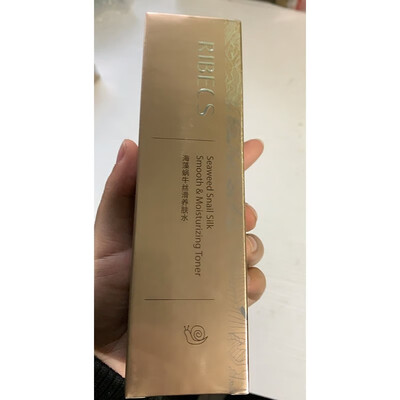 RIBECS
Seaweed Snail Silk
Smooth & Moisturizing Toner
海藻蜗牛丝滑养肤水